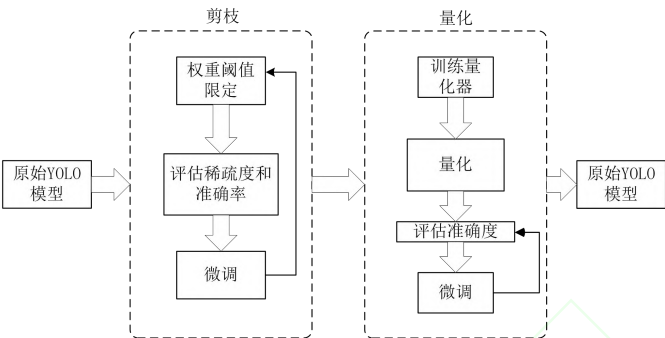 剪枝
量化
权重阈值
限定
训练量
化器
原始YOLO
模型
评估稀疏度和
准确率
量化
原始YOLO
模型
评估准确度
微调
微调